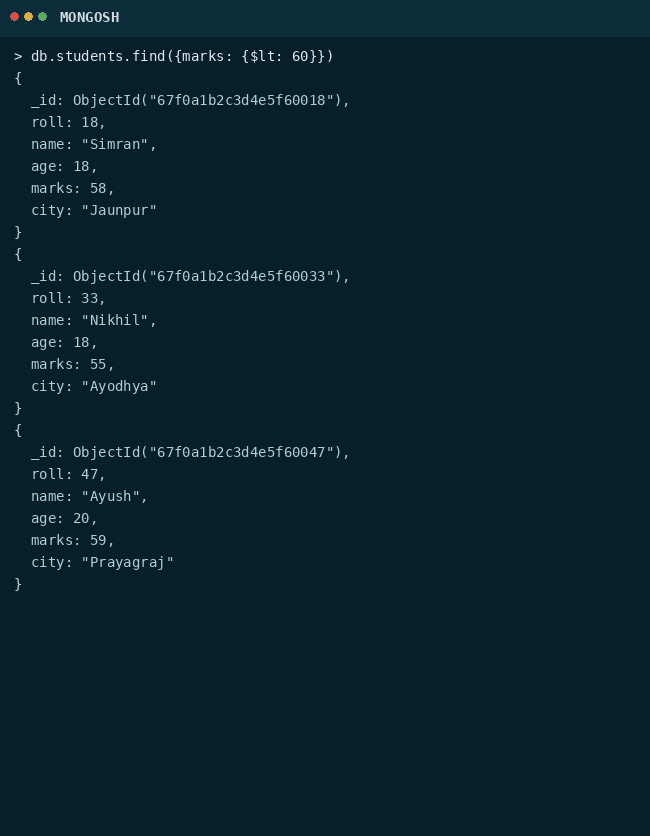 MONGOSH
> db.students.find({marks: {$lt: 60}})
{
  _id: ObjectId("67f0a1b2c3d4e5f60018"),
  roll: 18,
  name: "Simran",
  age: 18,
  marks: 58,
  city: "Jaunpur"
}
{
  _id: ObjectId("67f0a1b2c3d4e5f60033"),
  roll: 33,
  name: "Nikhil",
  age: 18,
  marks: 55,
  city: "Ayodhya"
}
{
  _id: ObjectId("67f0a1b2c3d4e5f60047"),
  roll: 47,
  name: "Ayush",
  age: 20,
  marks: 59,
  city: "Prayagraj"
}